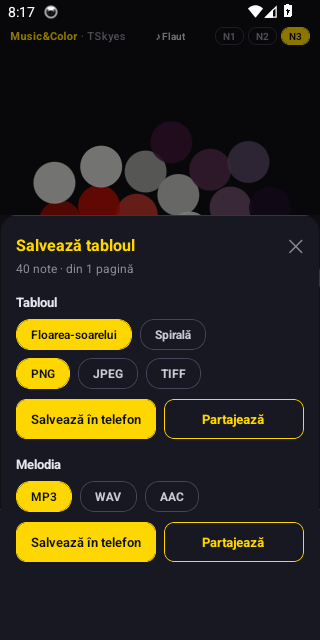 8:17
Music&Color · TSkyes ♪Flaut N1 N2 N3
Salvează tabloul
40 note · din 1 pagină
Tabloul
Floarea-soarelui Spirală
PNG JPEG TIFF
Salvează în telefon Partajează
Melodia
MP3 WAV AAC
Salvează în telefon Partajează